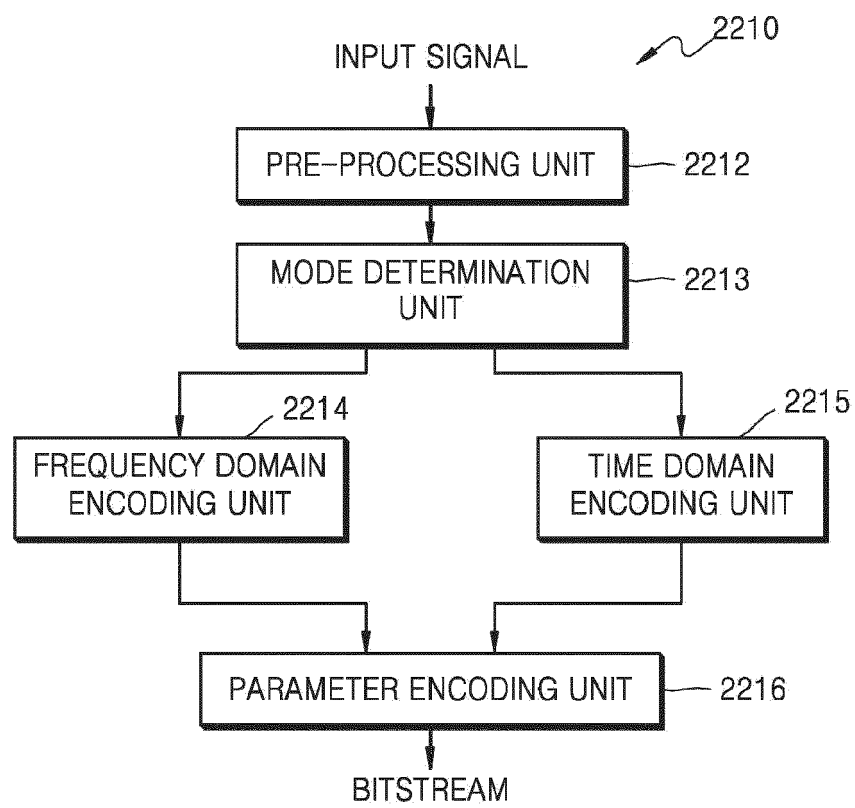 2210
INPUT SIGNAL
PRE-PROCESSING UNIT
2212
MODE DETERMINATION
UNIT
2213
2214
FREQUENCY DOMAIN
ENCODING UNIT
2215
TIME DOMAIN
ENCODING UNIT
PARAMETER ENCODING UNIT
2216
BITSTREAM